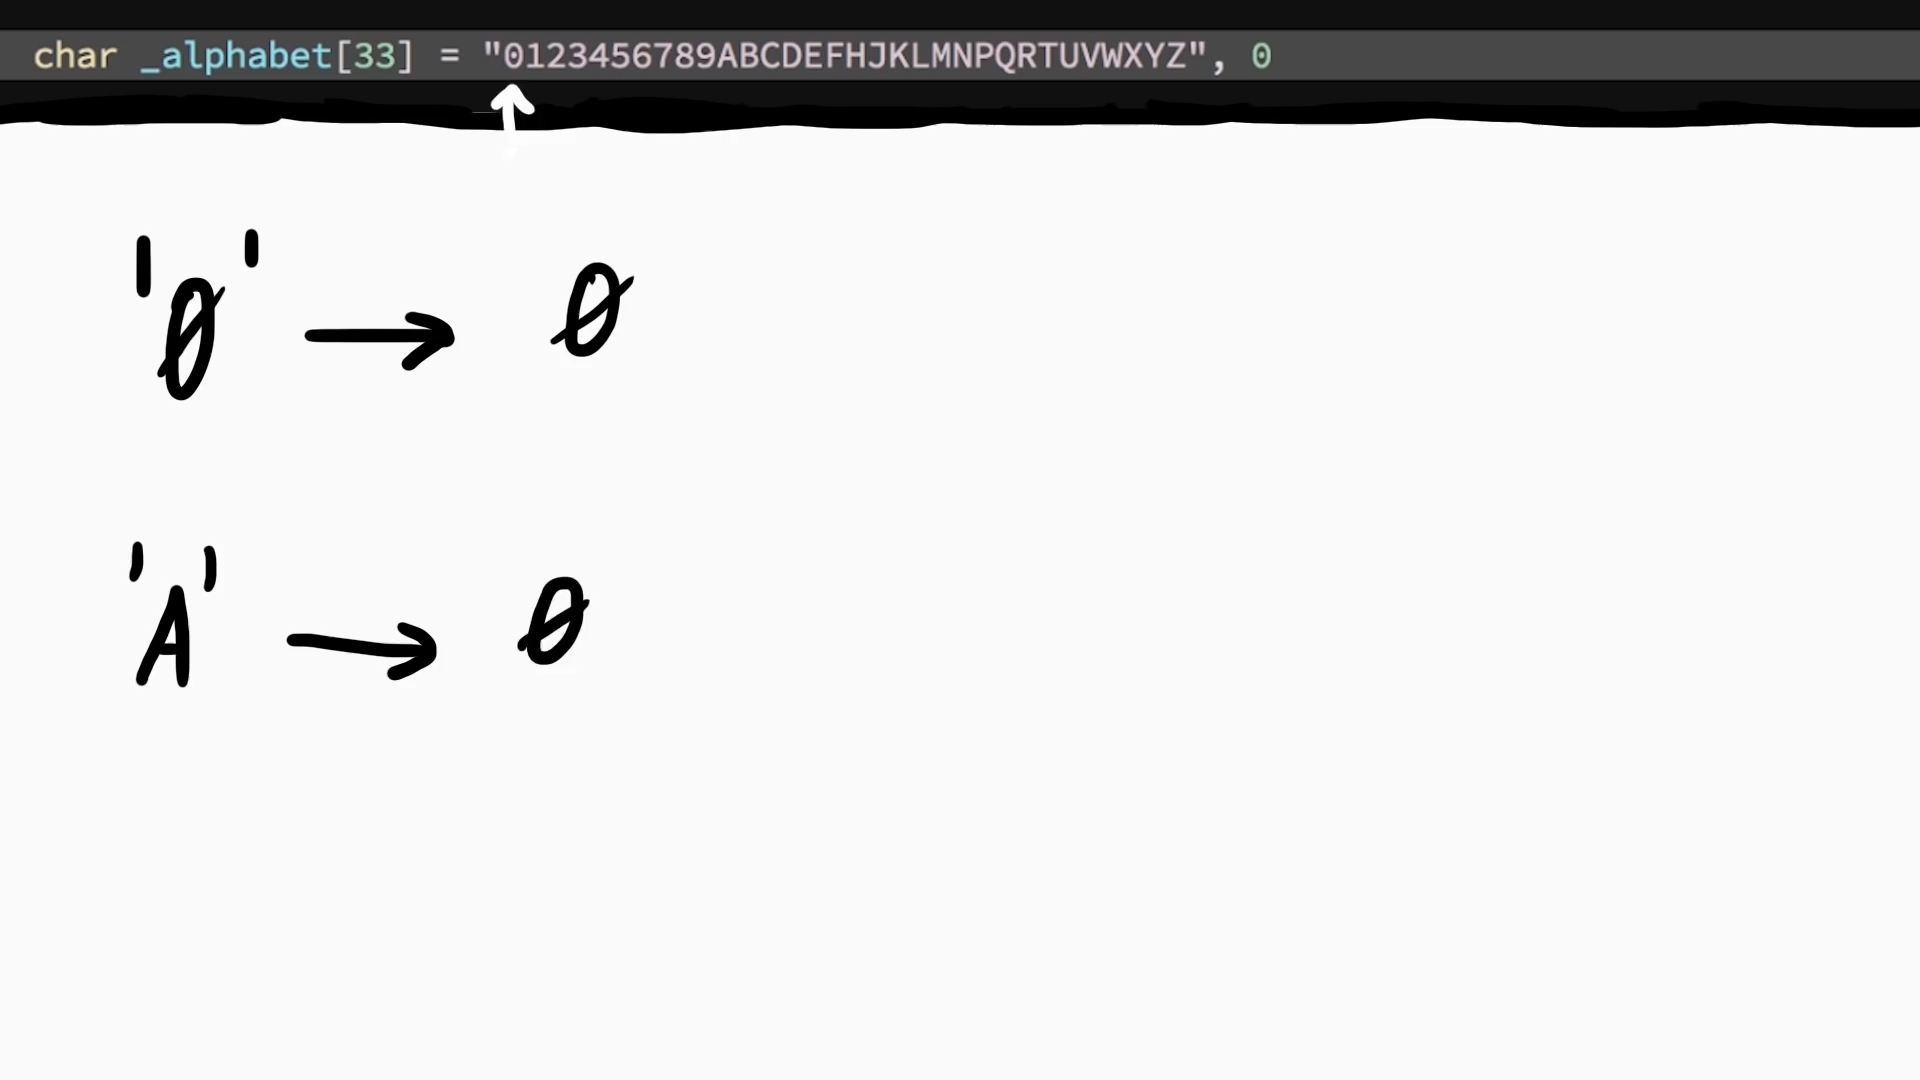 char _alphabet[33] = "0123456789ABCDEFHJKLMNPQRTUVWXYZ", 0
'0' → 0
'A' → 0